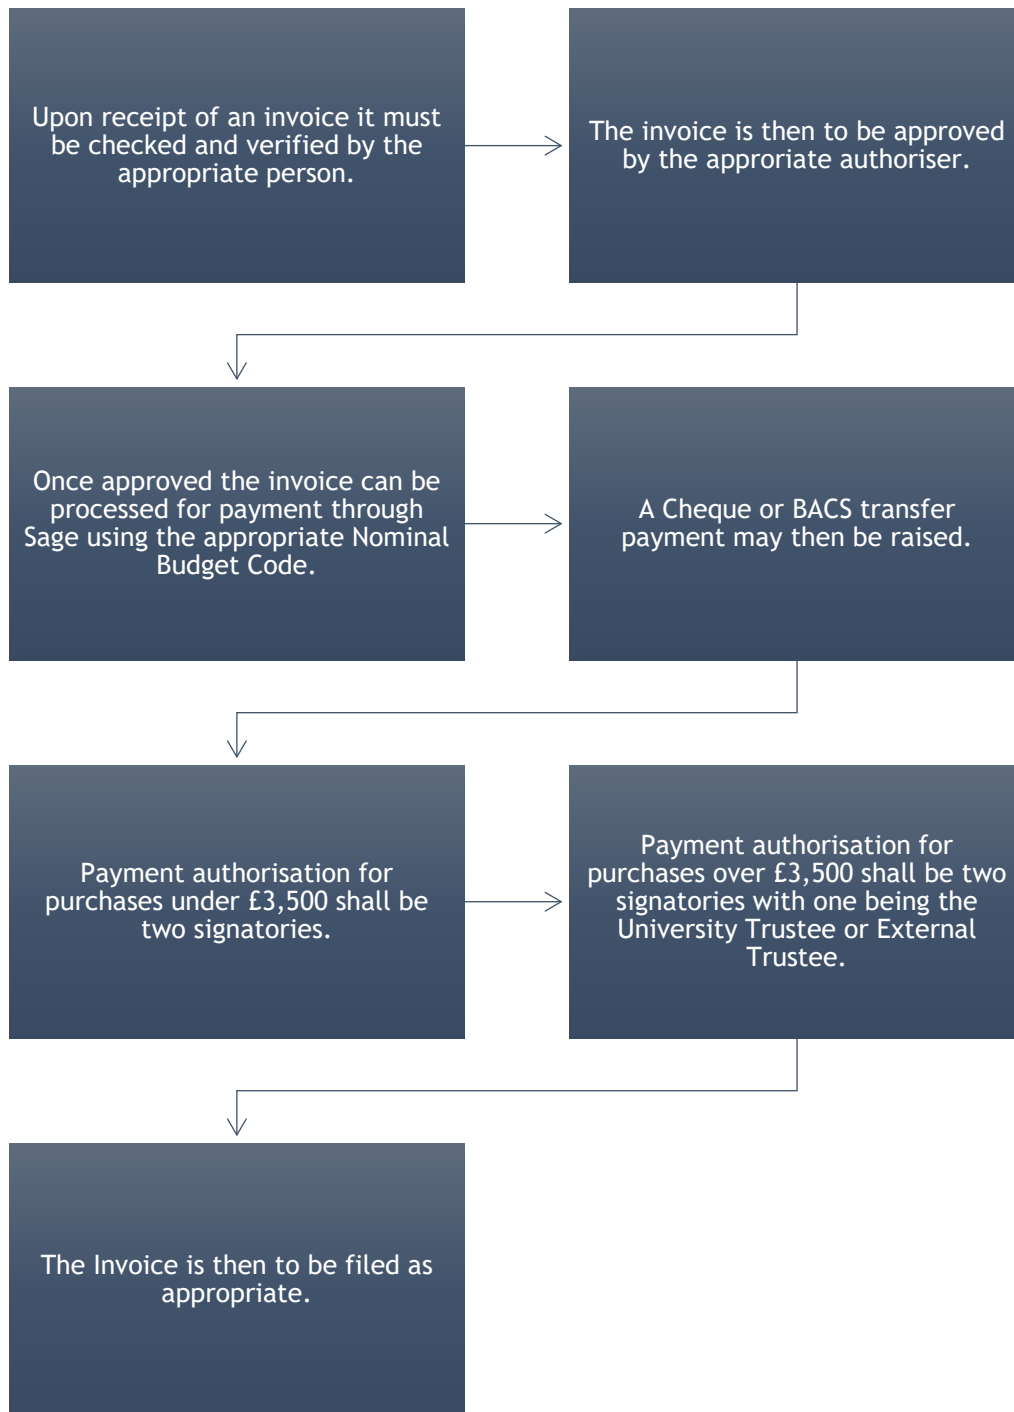 Upon receipt of an invoice it must
be checked and verified by the
appropriate person.
The invoice is then to be approved
by the approriate authoriser.
Once approved the invoice can be
processed for payment through
Sage using the appropriate Nominal
Budget Code.
A Cheque or BACS transfer
payment may then be raised.
Payment authorisation for
purchases under £3,500 shall be
two signatories.
Payment authorisation for
purchases over £3,500 shall be two
signatories with one being the
University Trustee or External
Trustee.
The Invoice is then to be filed as
appropriate.